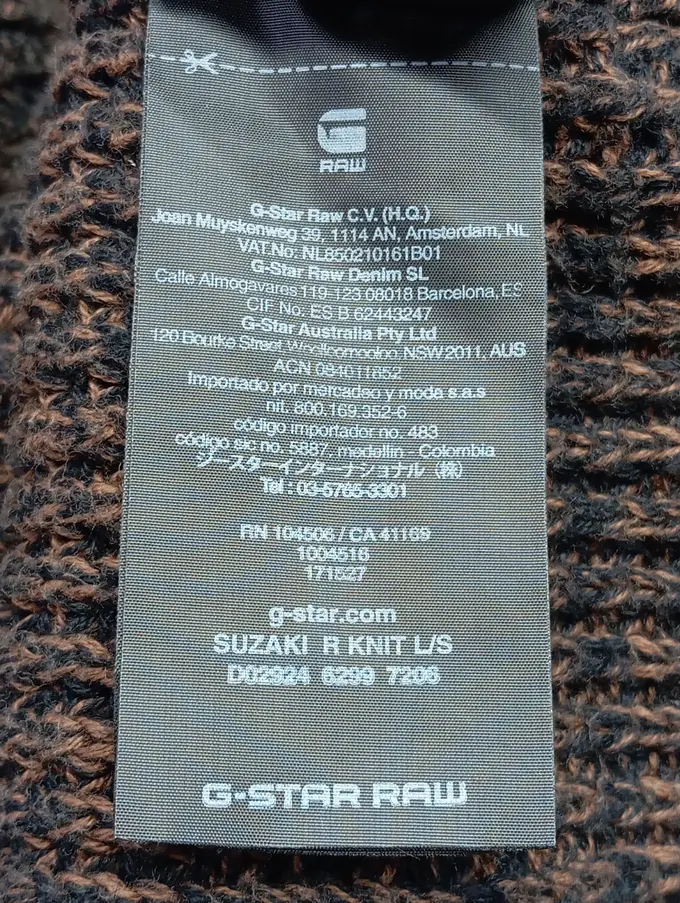 G
RAW
G-Star Raw C.V. (H.Q.)
Joan Muyskenweg 39, 1114 AN, Amsterdam, NL
VAT No: NL850210161B01
G-Star Raw Denim SL
Calle Almogavares 119-123 08018 Barcelona, ES
CIF No: ES B 62443247
G-Star Australia Pty Ltd
120 Bourke Street Woolloomooloo NSW2011, AUS
ACN 084011852
Importado por mercadeo y moda s.a.s
nit. 800.169.352-6
código importador no. 483
código sic no. 5887, medellin - Colombia
ジースターインターナショナル（株）
Tel : 03-5765-3301
RN 104506 / CA 41169
1004516
171527
g-star.com
SUZAKI R KNIT L/S
D02924 6299 7206
G-STAR RAW